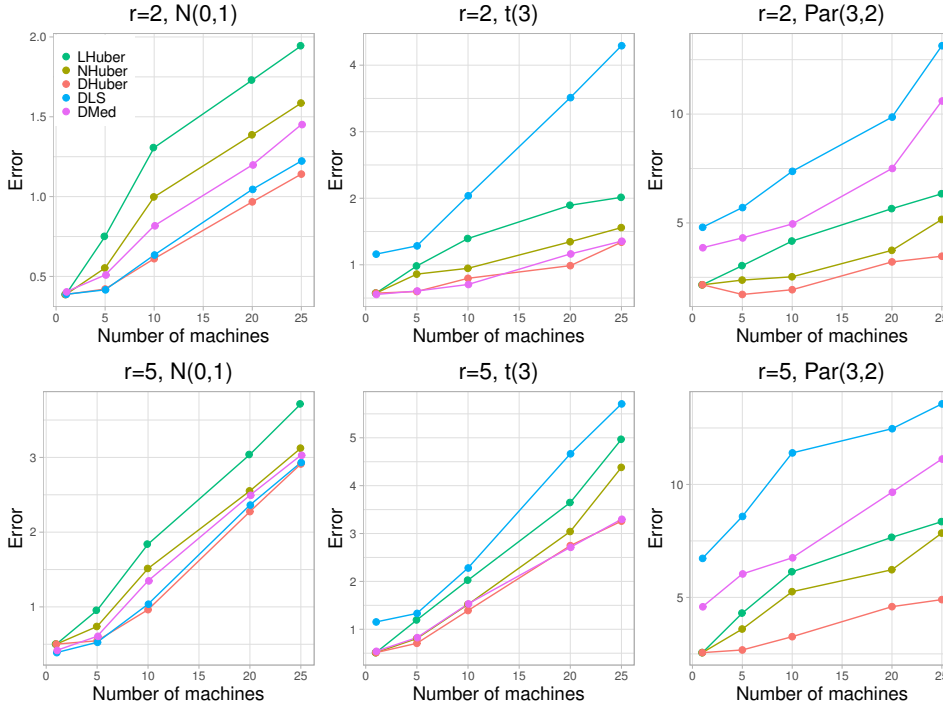 r=2, N(0,1)
r=2, t(3)
r=2, Par(3,2)
LHuber
NHuber
DHuber
DLS
DMed
2.0
1.5
1.0
0.5
Error
0 5 10 15 20 25
Number of machines
4
3
2
1
Error
0 5 10 15 20 25
Number of machines
10
5
Error
0 5 10 15 20 25
Number of machines
r=5, N(0,1)
r=5, t(3)
r=5, Par(3,2)
3
2
1
Error
0 5 10 15 20 25
Number of machines
5
4
3
2
1
Error
0 5 10 15 20 25
Number of machines
10
5
Error
0 5 10 15 20 25
Number of machines